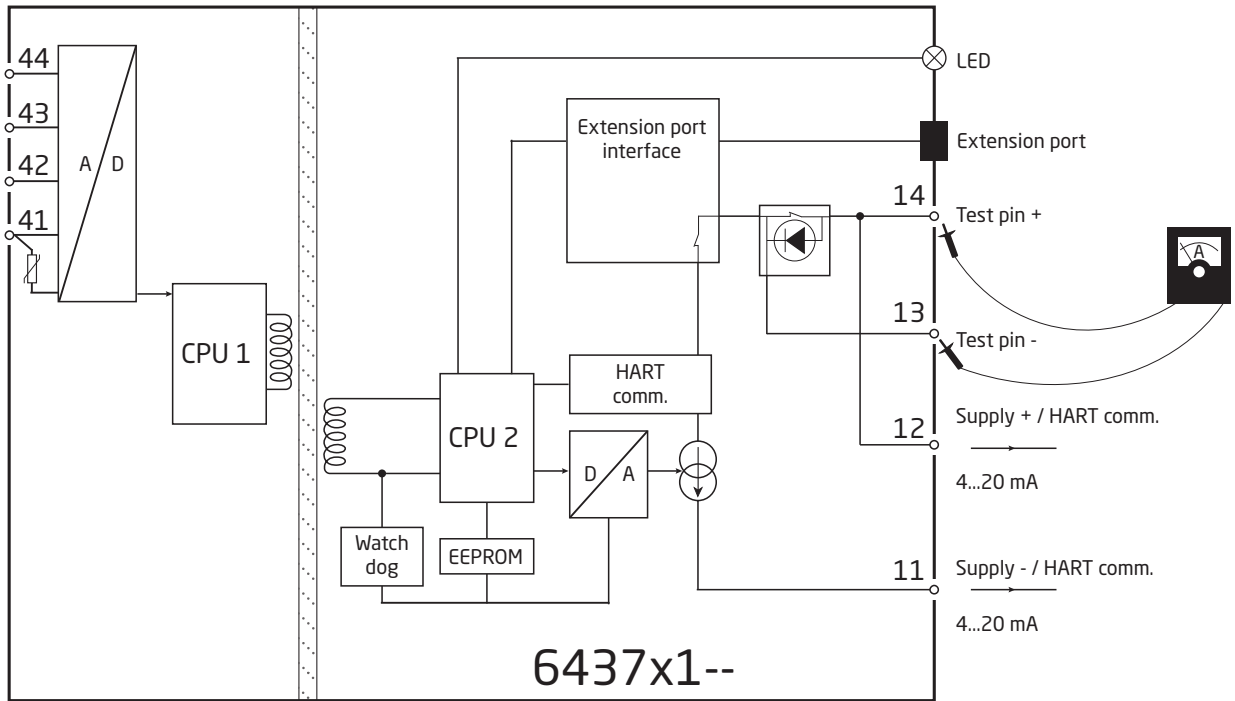 44
43
42
41
A
D
CPU 1
LED
Extension port
interface
Extension port
14
Test pin +
A
13
Test pin -
HART
comm.
CPU 2
12
Supply + / HART comm.
4...20 mA
D
A
Watch
dog
EEPROM
11
Supply - / HART comm.
4...20 mA
6437x1--